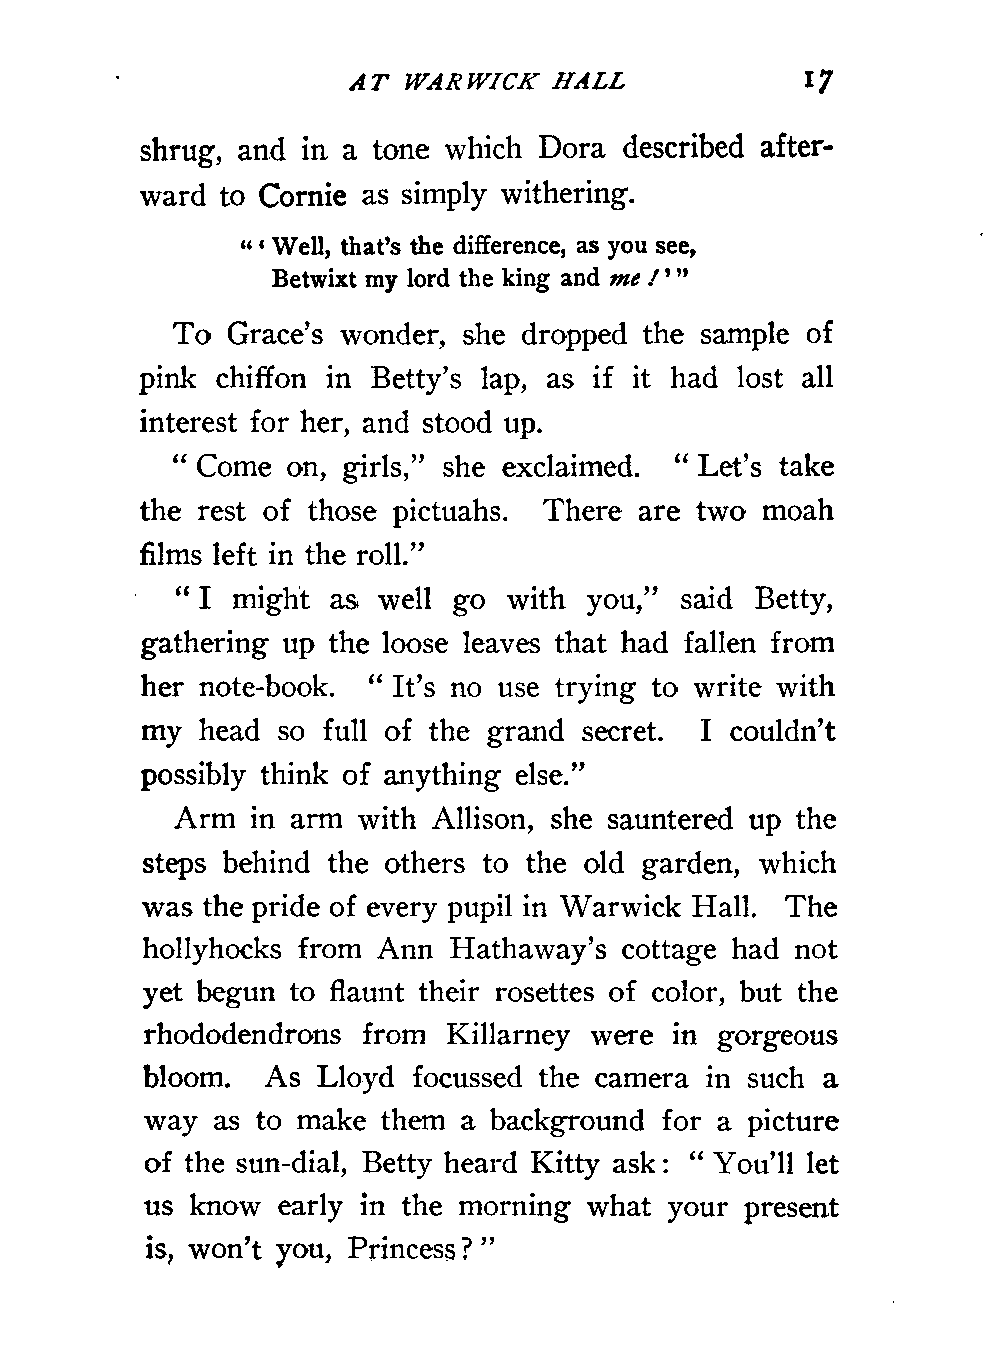 AT WARWICK HALL 17
shrug, and in a tone which Dora described after-
ward to Cornie as simply withering.
"'Well, that's the difference, as you see,
Betwixt my lord the king and me!'"
To Grace's wonder, she dropped the sample of
pink chiffon in Betty's lap, as if it had lost all
interest for her, and stood up.
"Come on, girls," she exclaimed. "Let's take
the rest of those pictuahs. There are two moah
films left in the roll."
"I might as well go with you," said Betty,
gathering up the loose leaves that had fallen from
her note-book. "It's no use trying to write with
my head so full of the grand secret. I couldn't
possibly think of anything else."
Arm in arm with Allison, she sauntered up the
steps behind the others to the old garden, which
was the pride of every pupil in Warwick Hall. The
hollyhocks from Ann Hathaway's cottage had not
yet begun to flaunt their rosettes of color, but the
rhododendrons from Killarney were in gorgeous
bloom. As Lloyd focussed the camera in such a
way as to make them a background for a picture
of the sun-dial, Betty heard Kitty ask: "You'll let
us know early in the morning what your present
is, won't you, Princess?"